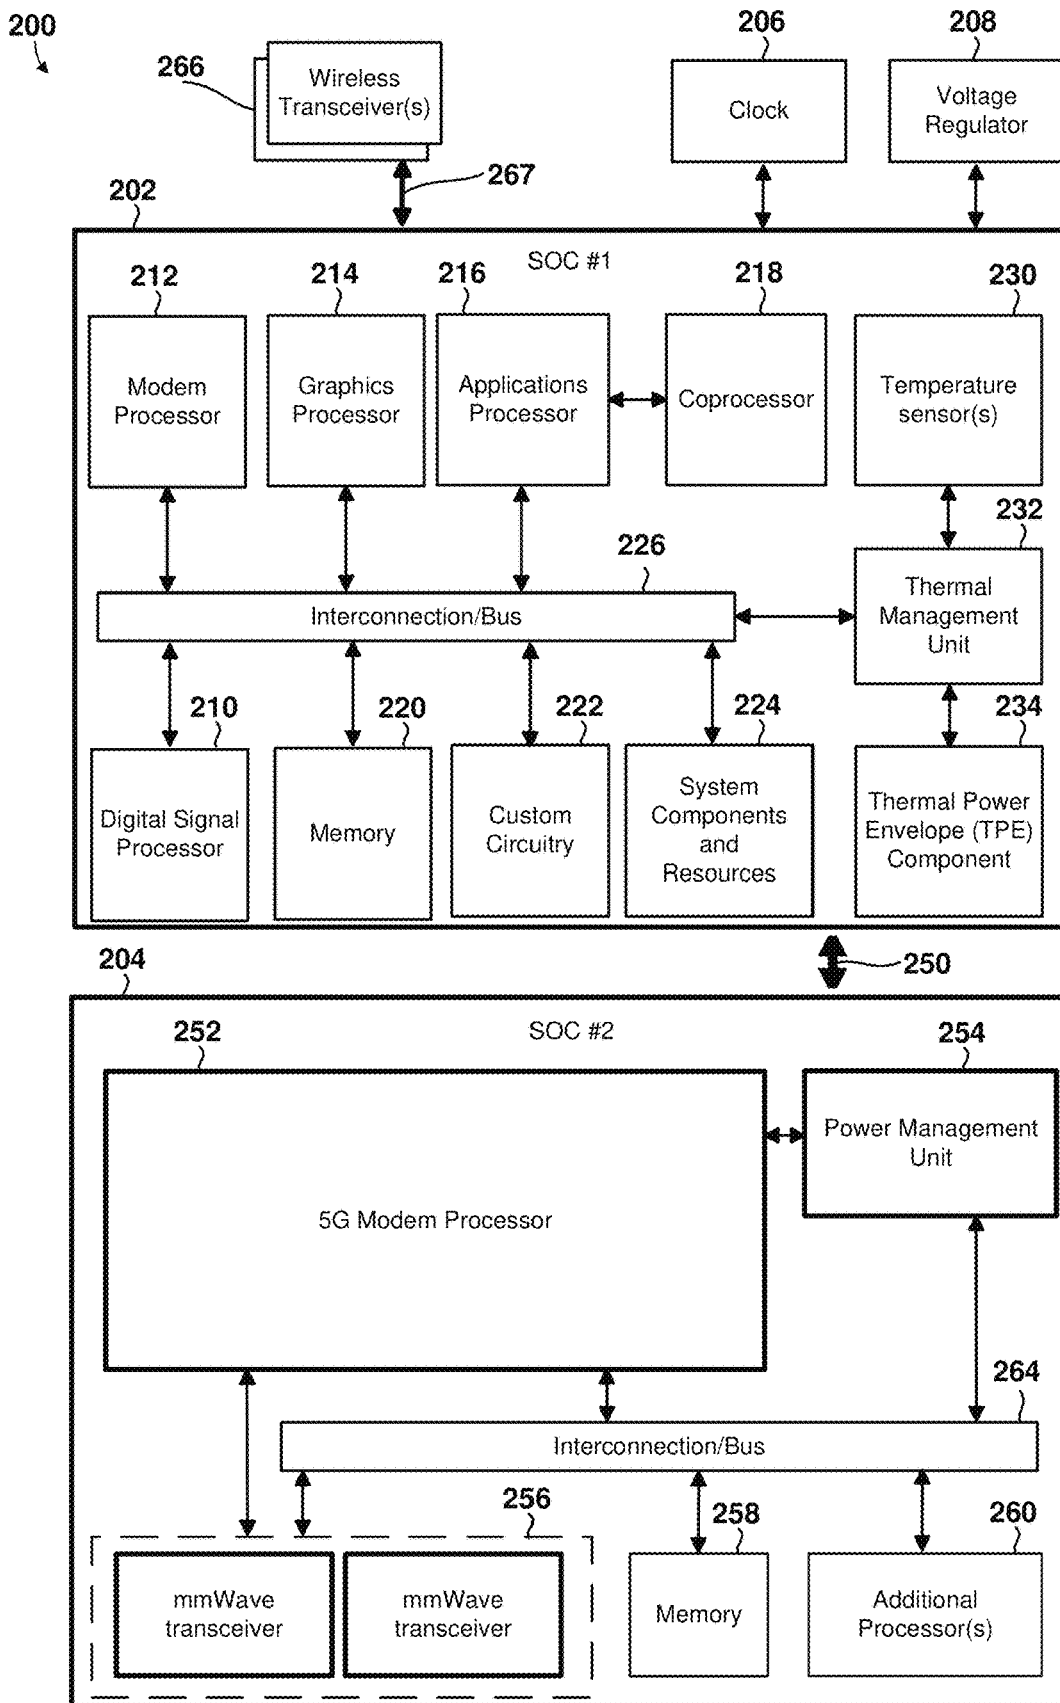 200
206
208
266
Wireless
Transceiver(s)
Clock
Voltage
Regulator
267
202
SOC #1
212
214
216
218
230
Modem
Processor
Graphics
Processor
Applications
Processor
Coprocessor
Temperature
sensor(s)
232
226
Interconnection/Bus
Thermal
Management
Unit
210
220
222
224
234
Digital Signal
Processor
Memory
Custom
Circuitry
System
Components
and
Resources
Thermal Power
Envelope (TPE)
Component
204
250
SOC #2
252
254
5G Modem Processor
Power Management
Unit
264
Interconnection/Bus
256
258
260
mmWave
transceiver
mmWave
transceiver
Memory
Additional
Processor(s)